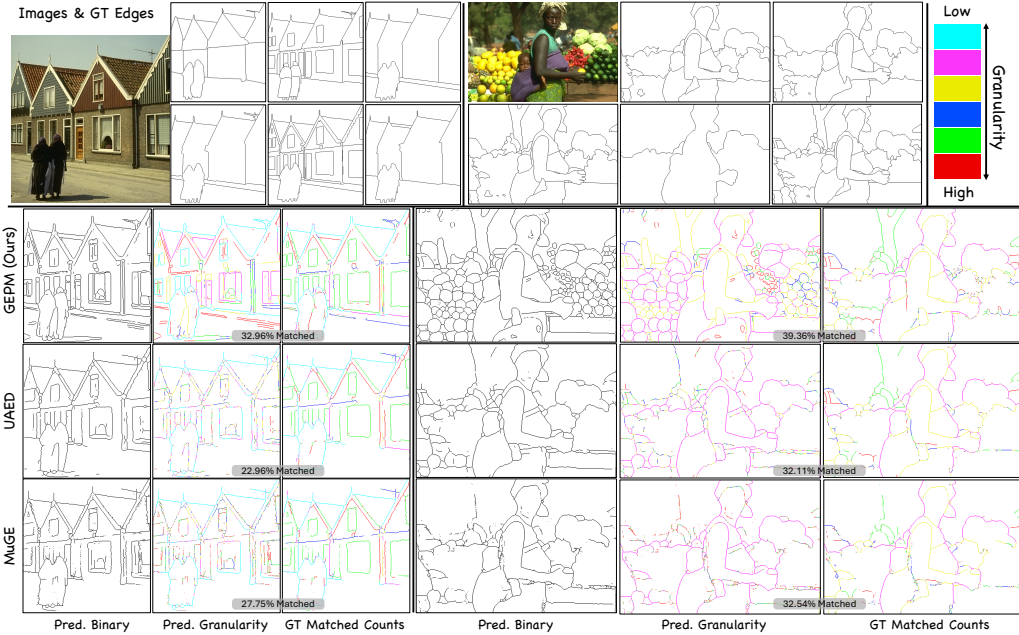 Images & GT Edges
Low
Granularity
High
GEPM (Ours)
32.96% Matched
39.36% Matched
UAED
22.96% Matched
32.11% Matched
MuGE
27.75% Matched
32.54% Matched
Pred. Binary
Pred. Granularity
GT Matched Counts
Pred. Binary
Pred. Granularity
GT Matched Counts